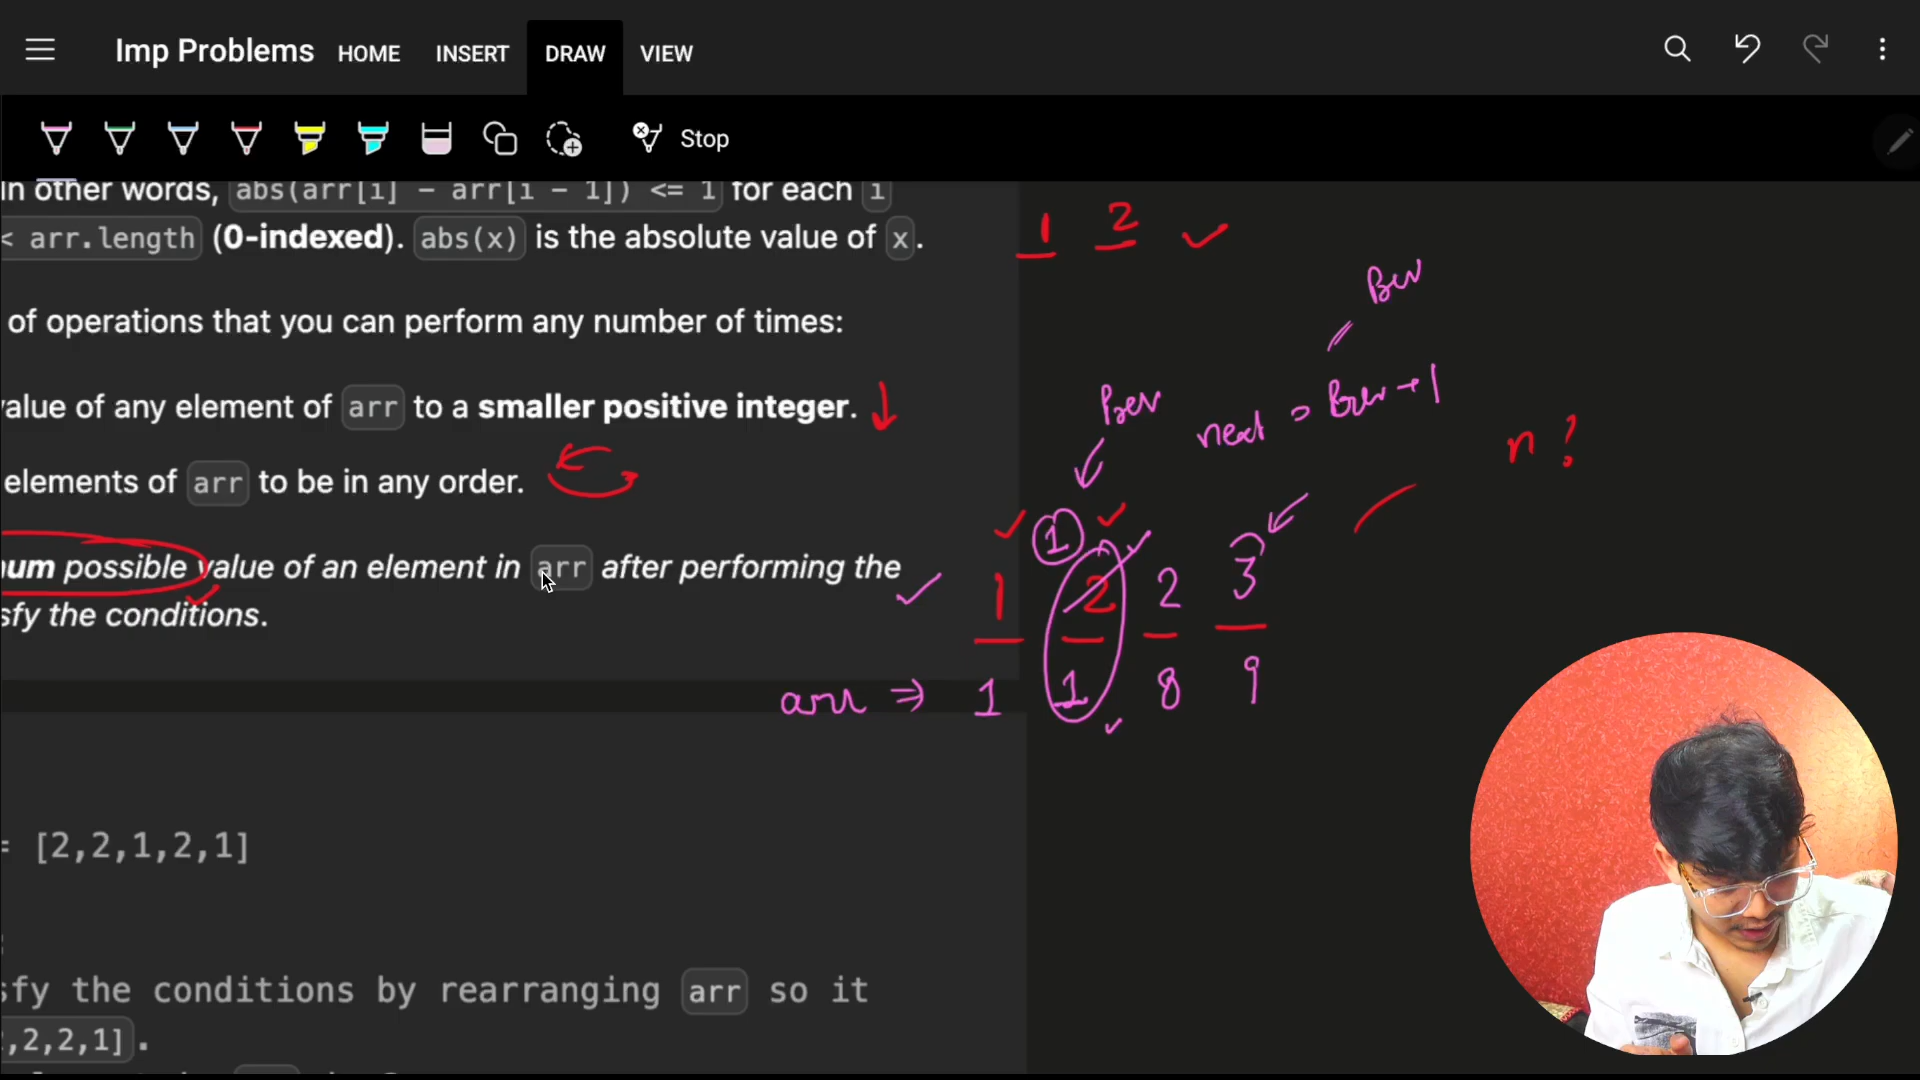 Imp Problems HOME INSERT DRAW VIEW
Stop
In other words, abs(arr[i] - arr[i - 1]) <= 1 for each i
< arr.length (0-indexed). abs(x) is the absolute value of x.
of operations that you can perform any number of times:
value of any element of arr to a smaller positive integer.
elements of arr to be in any order.
um possible value of an element in arr after performing the
sfy the conditions.
= [2,2,1,2,1]
:
sfy the conditions by rearranging arr so it
,2,2,1].
1 2
Prev
Prev
next = Prev + 1
n ?
1
1 2 2 3
arr ⇒ 1 1 8 9